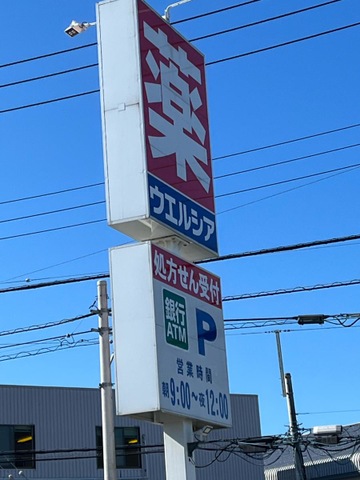 薬
ウエルシア
処方せん受付
銀行
ATM
P
営業時間
朝9:00～夜12:00